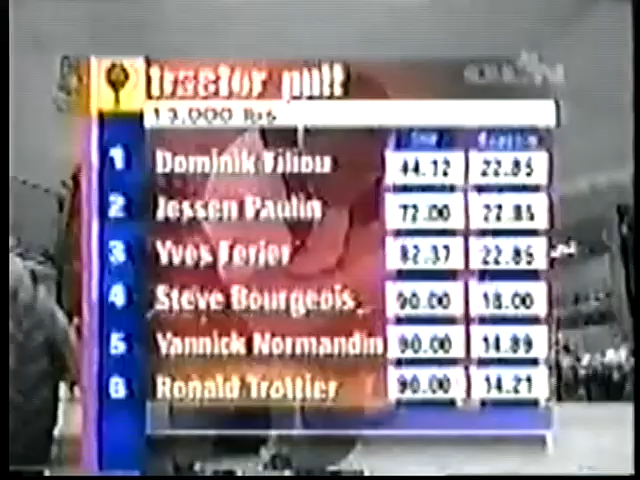 tractor pull
13,000 lbs
1 Dominik Filiou 44.12 22.85
2 Jessen Paulin 72.00 22.85
3 Yves Ferier 82.37 22.85
4 Steve Bourgeois 90.00 18.00
5 Yannick Normandin 90.00 14.89
6 Ronald Trottier 90.00 14.21